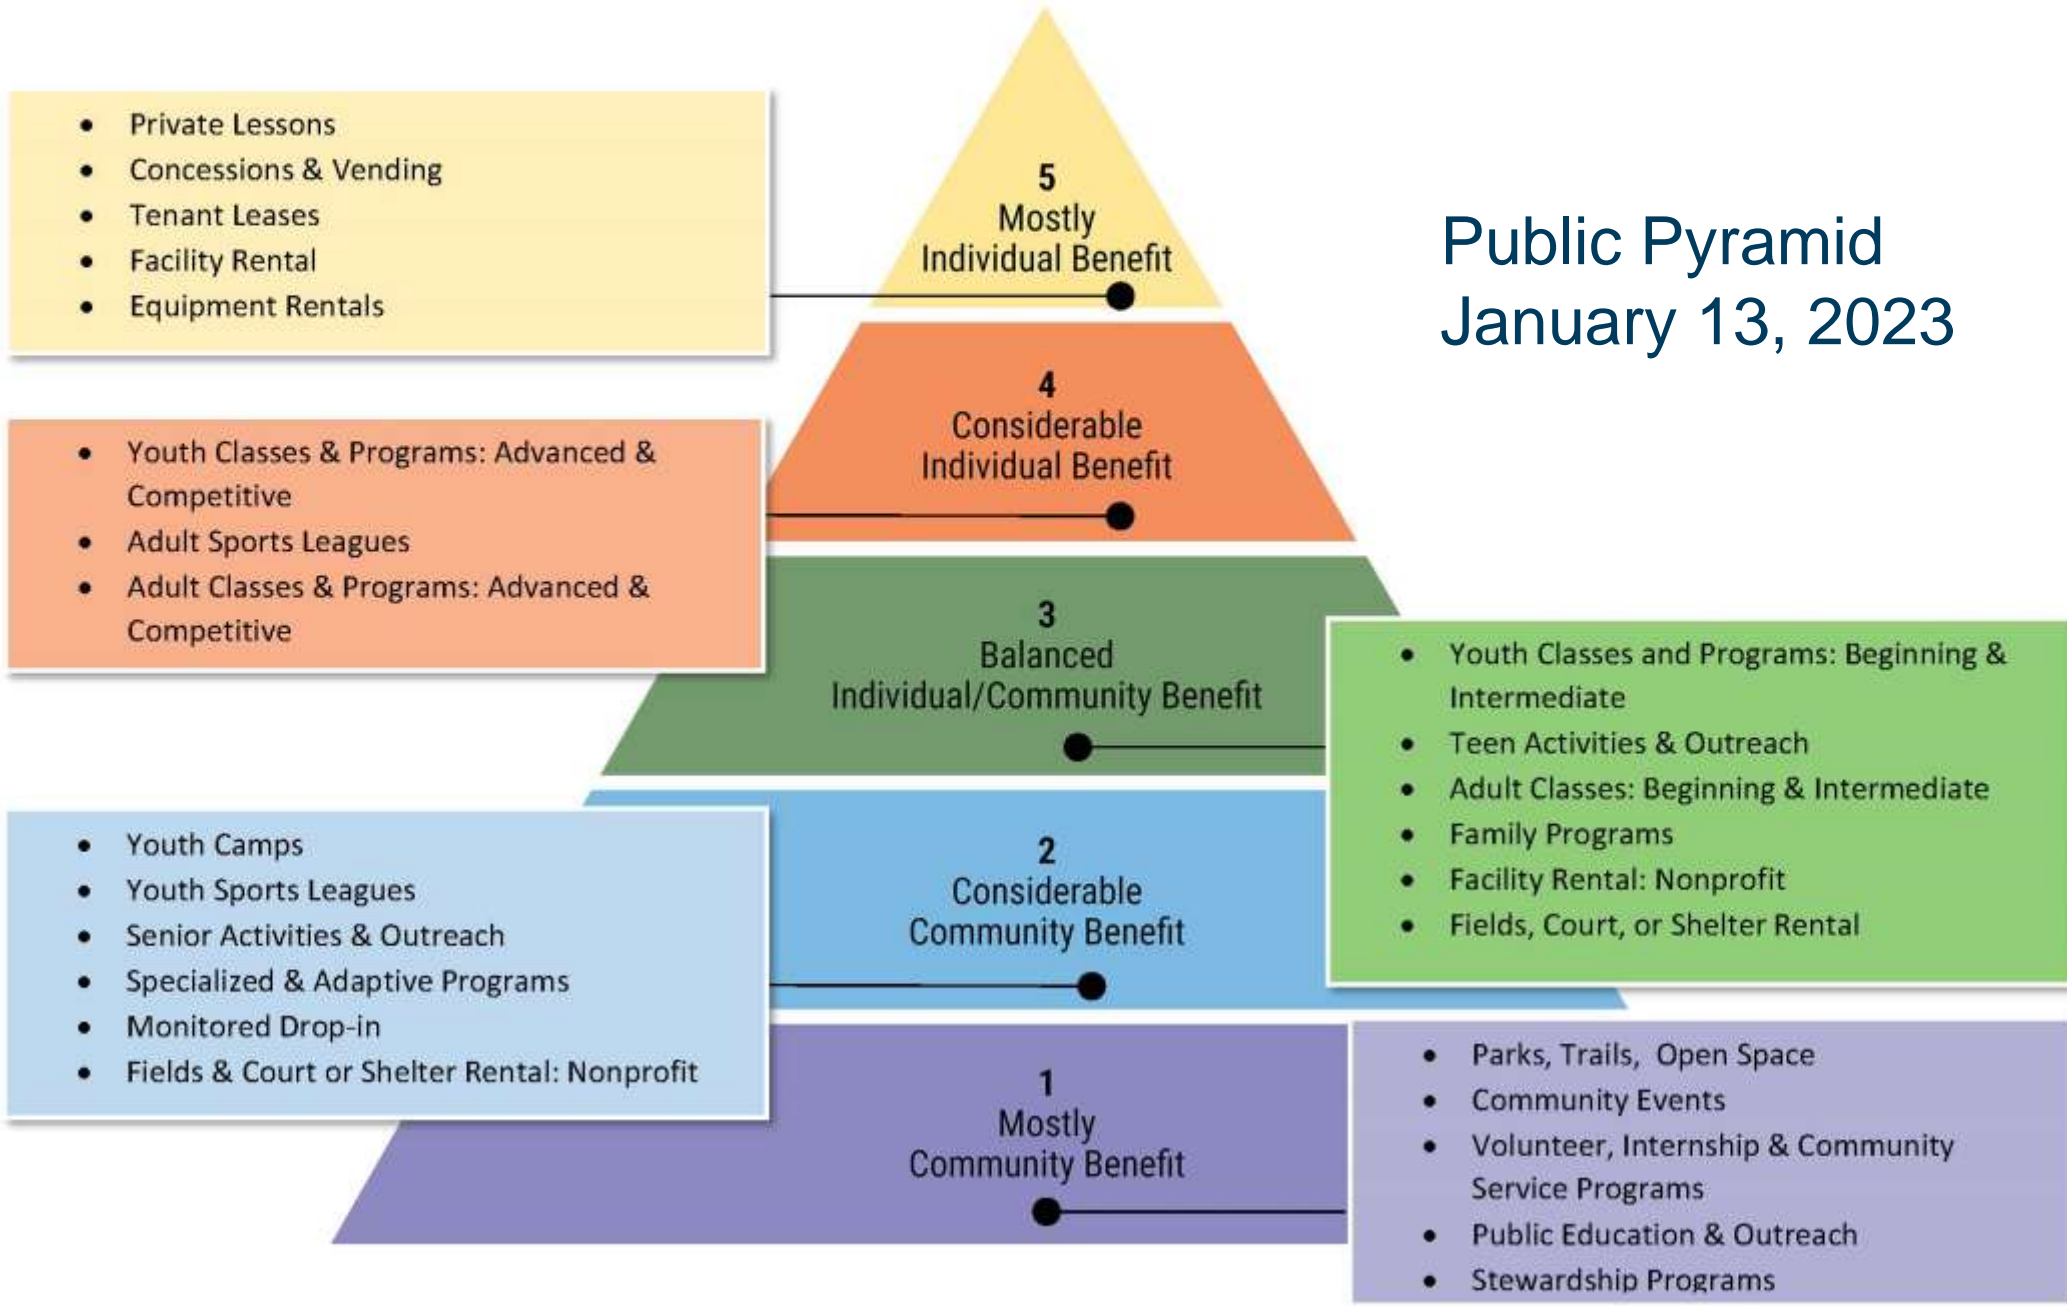 Public Pyramid
January 13, 2023
5
Mostly
Individual Benefit
• Private Lessons
• Concessions & Vending
• Tenant Leases
• Facility Rental
• Equipment Rentals
4
Considerable
Individual Benefit
• Youth Classes & Programs: Advanced &
Competitive
• Adult Sports Leagues
• Adult Classes & Programs: Advanced &
Competitive
3
Balanced
Individual/Community Benefit
• Youth Classes and Programs: Beginning &
Intermediate
• Teen Activities & Outreach
• Adult Classes: Beginning & Intermediate
• Family Programs
• Facility Rental: Nonprofit
• Fields, Court, or Shelter Rental
2
Considerable
Community Benefit
• Youth Camps
• Youth Sports Leagues
• Senior Activities & Outreach
• Specialized & Adaptive Programs
• Monitored Drop-in
• Fields & Court or Shelter Rental: Nonprofit
1
Mostly
Community Benefit
• Parks, Trails, Open Space
• Community Events
• Volunteer, Internship & Community
Service Programs
• Public Education & Outreach
• Stewardship Programs